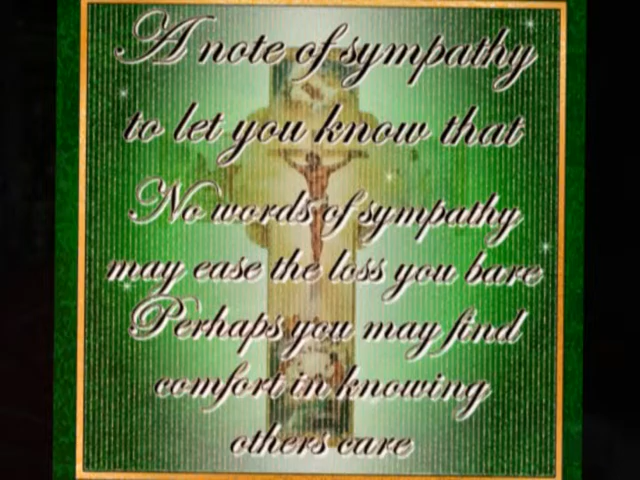 A note of sympathy
to let you know that
No words of sympathy
may ease the loss you bare
Perhaps you may find
comfort in knowing
others care